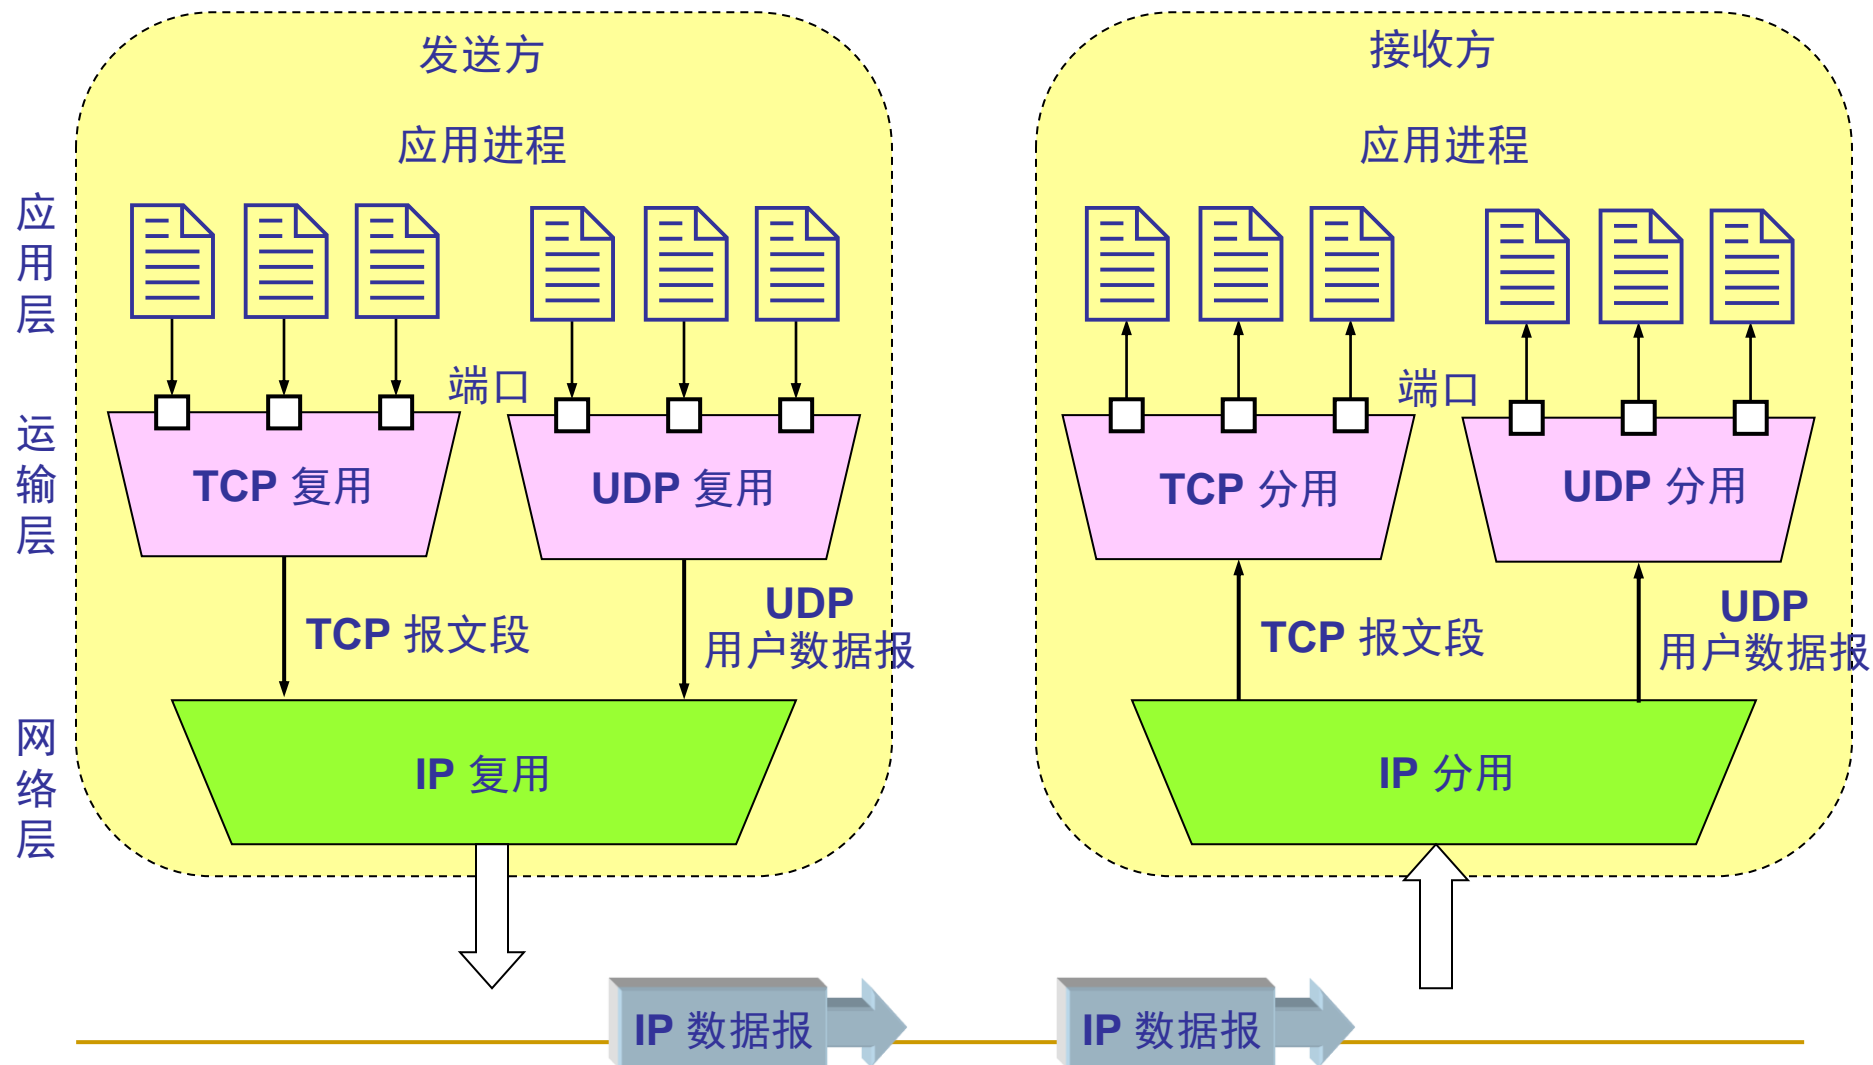 发送方
应用进程
接收方
应用进程
应用层
端口
端口
运输层
TCP 复用
UDP 复用
TCP 分用
UDP 分用
TCP 报文段
UDP
用户数据报
TCP 报文段
UDP
用户数据报
网络层
IP 复用
IP 分用
IP 数据报
IP 数据报